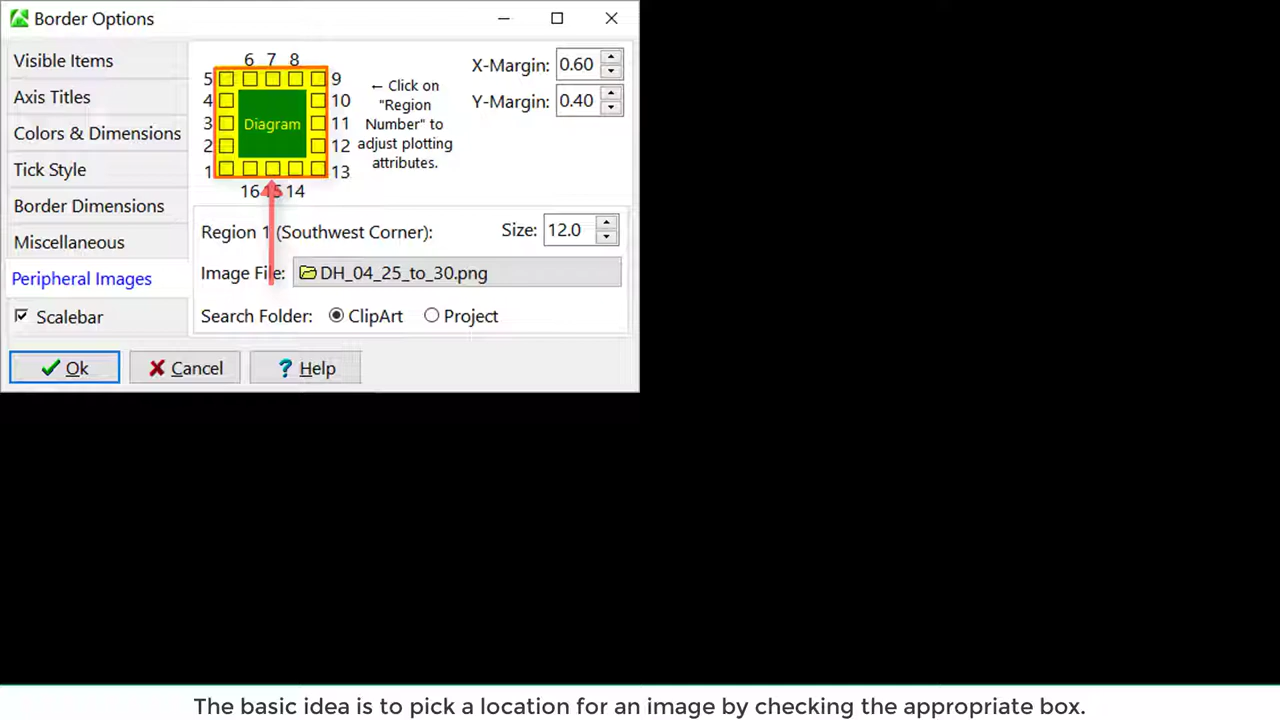 Border Options
Visible Items
Axis Titles
Colors & Dimensions
Tick Style
Border Dimensions
Miscellaneous
Peripheral Images
Scalebar
6 7 8
5 9
4 10
3 11
2 12
1 13
16 15 14
Diagram
← Click on
"Region
Number" to
adjust plotting
attributes.
X-Margin: 0.60
Y-Margin: 0.40
Region 1 (Southwest Corner): Size: 12.0
Image File: DH_04_25_to_30.png
Search Folder: ClipArt Project
Ok Cancel ? Help
The basic idea is to pick a location for an image by checking the appropriate box.